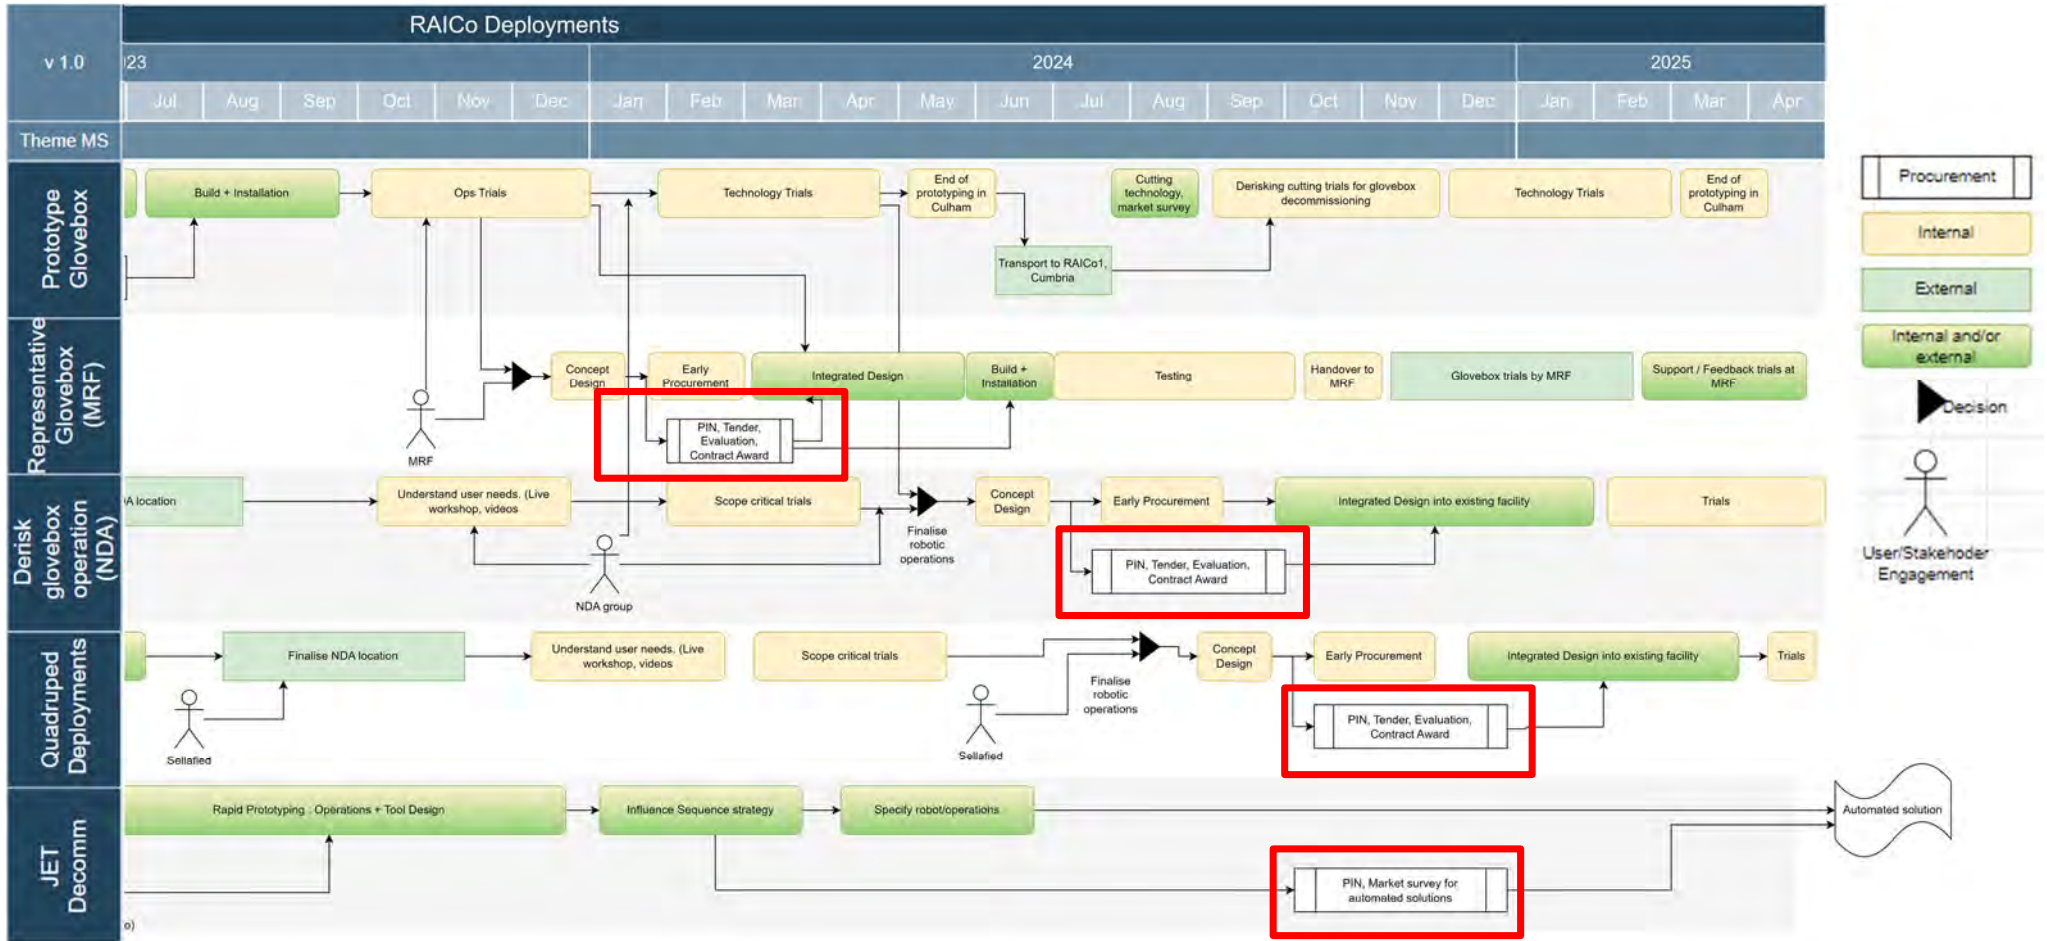 RAICo Deployments
v 1.0
23
2024
2025
Jul
Aug
Sep
Oct
Nov
Dec
Jan
Feb
Mar
Apr
May
Jun
Jul
Aug
Sep
Oct
Nov
Dec
Jan
Feb
Mar
Apr
Theme MS
Prototype
Glovebox
Build + Installation
Ops Trials
Technology Trials
End of
prototyping in
Culham
Cutting
technology,
market survey
Derisking cutting trials for glovebox
decommissioning
Technology Trials
End of
prototyping in
Culham
Transport to RAICo1,
Cumbria
Representative
Glovebox
(MRF)
Concept
Design
Early
Procurement
Integrated Design
Build +
Installation
Testing
Handover to
MRF
Glovebox trials by MRF
Support / Feedback trials at
MRF
MRF
PIN, Tender,
Evaluation,
Contract Award
Derisk
glovebox
operation
(NDA)
A location
Understand user needs. (Live
workshop, videos
Scope critical trials
Finalise
robotic
operations
Concept
Design
Early Procurement
Integrated Design into existing facility
Trials
NDA group
PIN, Tender, Evaluation,
Contract Award
Quadruped
Deployments
Finalise NDA location
Understand user needs. (Live
workshop, videos
Scope critical trials
Finalise
robotic
operations
Concept
Design
Early Procurement
Integrated Design into existing facility
Trials
Sellafied
Sellafied
PIN, Tender, Evaluation,
Contract Award
JET
Decomm
Rapid Prototyping : Operations + Tool Design
Influence Sequence strategy
Specify robot/operations
Automated solution
PIN, Market survey for
automated solutions
o)
Procurement
Internal
External
Internal and/or
external
Decision
User/Stakehoder
Engagement